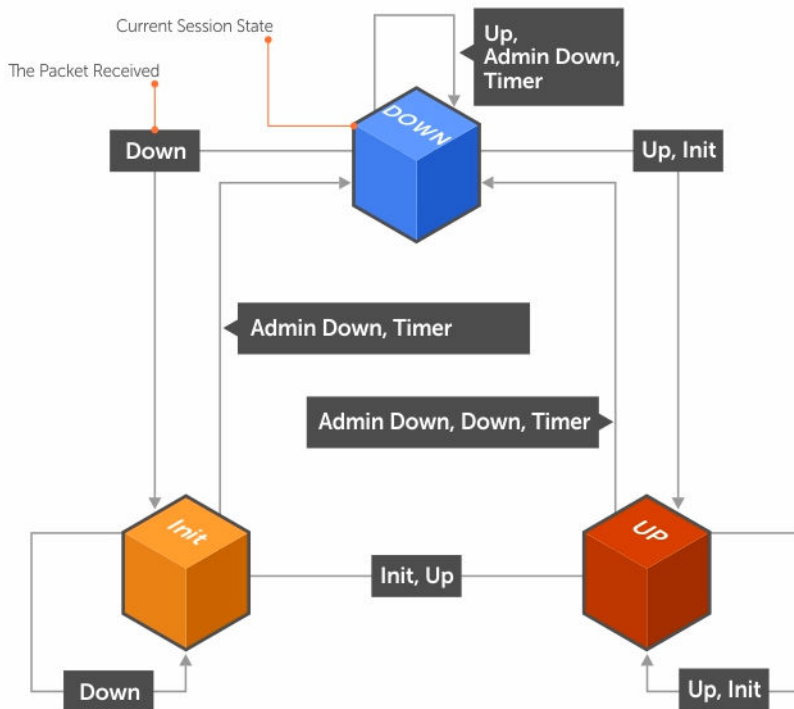 Current Session State
The Packet Received
Up,
Admin Down,
Timer
DOWN
Down
Up, Init
Admin Down, Timer
Admin Down, Down, Timer
Init
UP
Init, Up
Down
Up, Init